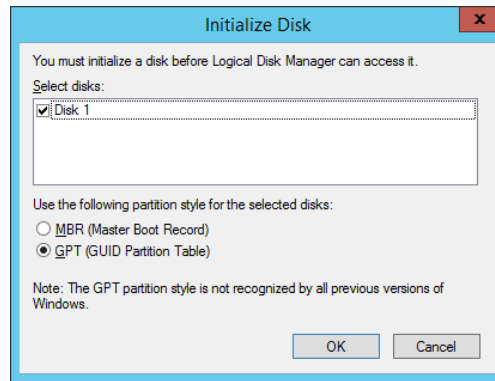 Initialize Disk
x
You must initialize a disk before Logical Disk Manager can access it.
Select disks:
Disk 1
Use the following partition style for the selected disks:
MBR (Master Boot Record)
GPT (GUID Partition Table)
Note: The GPT partition style is not recognized by all previous versions of
Windows.
OK Cancel